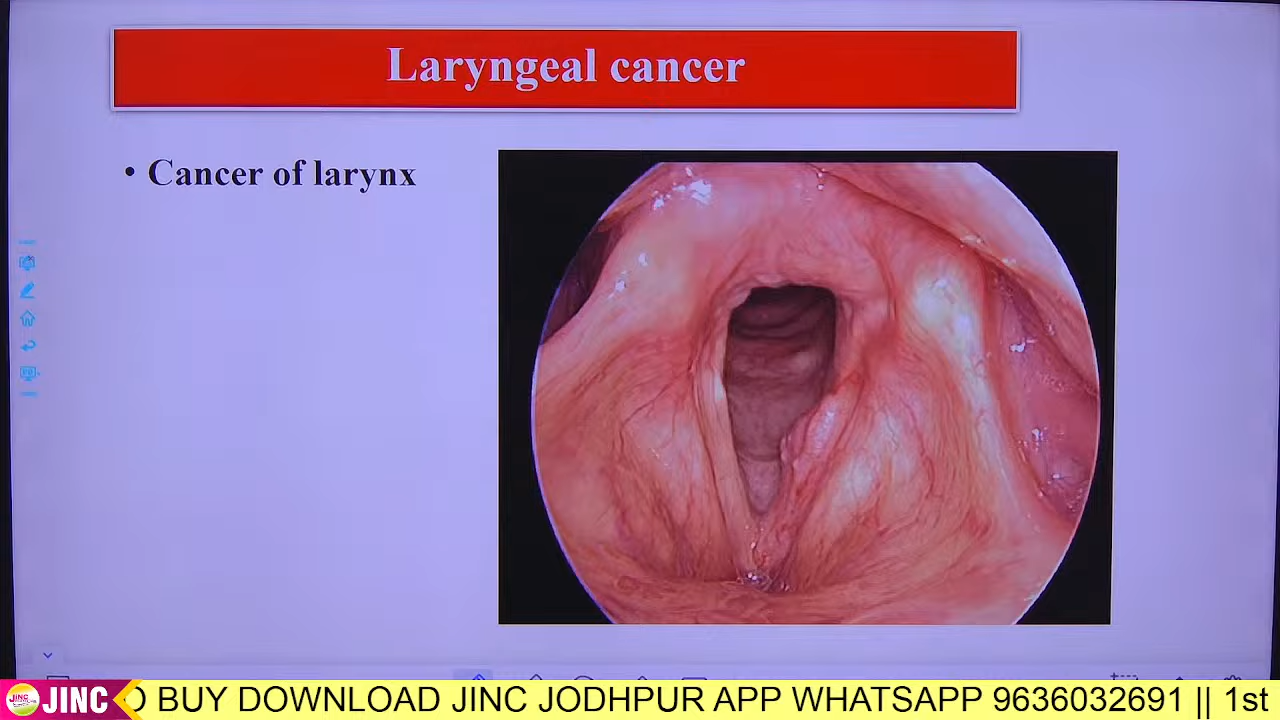 Laryngeal cancer
• Cancer of larynx
JINC
O BUY DOWNLOAD JINC JODHPUR APP WHATSAPP 9636032691 || 1st